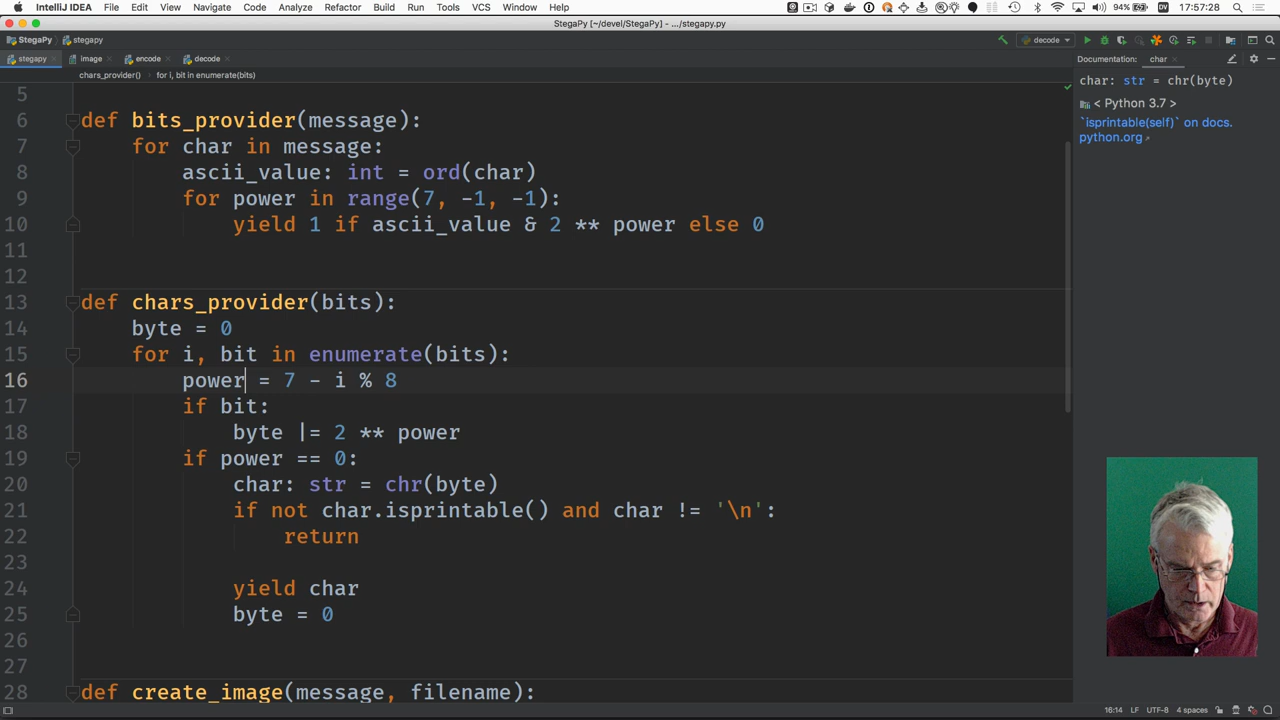 IntelliJ IDEA File Edit View Navigate Code Analyze Refactor Build Run Tools VCS Window Help 94% DV 17:57:28
StegaPy [~/devel/StegaPy] - .../stegapy.py
StegaPy stegapy decode
stegapy image encode decode Documentation: char
chars_provider() for i, bit in enumerate(bits)
char: str = chr(byte)
< Python 3.7 >
`isprintable(self)` on docs.
python.org
5
6 def bits_provider(message):
7 for char in message:
8 ascii_value: int = ord(char)
9 for power in range(7, -1, -1):
10 yield 1 if ascii_value & 2 ** power else 0
11
12
13 def chars_provider(bits):
14 byte = 0
15 for i, bit in enumerate(bits):
16 power = 7 - i % 8
17 if bit:
18 byte |= 2 ** power
19 if power == 0:
20 char: str = chr(byte)
21 if not char.isprintable() and char != '\n':
22 return
23
24 yield char
25 byte = 0
26
27
28 def create_image(message, filename):
16:14 LF UTF-8 4 spaces